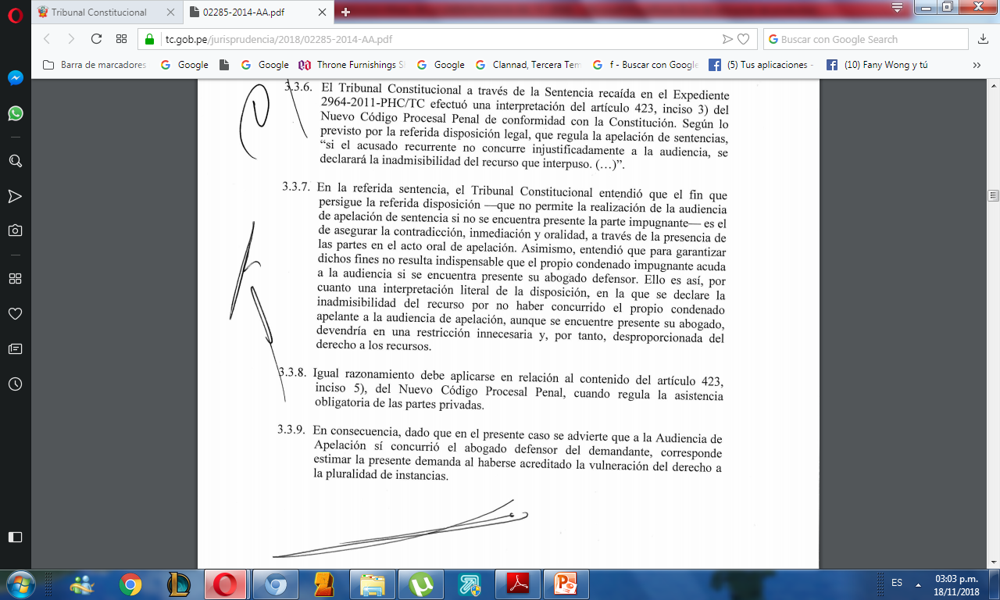 Tribunal Constitucional
02285-2014-AA.pdf
tc.gob.pe/jurisprudencia/2018/02285-2014-AA.pdf
Buscar con Google Search
Barra de marcadores
Google
Google
Throne Furnishings S
Google
Clannad, Tercera Tem
f - Buscar con Google
(5) Tus aplicaciones -
(10) Fany Wong y tú
3.3.6. El Tribunal Constitucional a través de la Sentencia recaída en el Expediente
2964-2011-PHC/TC efectuó una interpretación del artículo 423, inciso 3) del
Nuevo Código Procesal Penal de conformidad con la Constitución. Según lo
previsto por la referida disposición legal, que regula la apelación de sentencias,
“si el acusado recurrente no concurre injustificadamente a la audiencia, se
declarará la inadmisibilidad del recurso que interpuso. (…)”.
3.3.7. En la referida sentencia, el Tribunal Constitucional entendió que el fin que
persigue la referida disposición —que no permite la realización de la audiencia
de apelación de sentencia si no se encuentra presente la parte impugnante— es el
de asegurar la contradicción, inmediación y oralidad, a través de la presencia de
las partes en el acto oral de apelación. Asimismo, entendió que para garantizar
dichos fines no resulta indispensable que el propio condenado impugnante acuda
a la audiencia si se encuentra presente su abogado defensor. Ello es así, por
cuanto una interpretación literal de la disposición, en la que se declare la
inadmisibilidad del recurso por no haber concurrido el propio condenado
apelante a la audiencia de apelación, aunque se encuentre presente su abogado,
devendría en una restricción innecesaria y, por tanto, desproporcionada del
derecho a los recursos.
3.3.8. Igual razonamiento debe aplicarse en relación al contenido del artículo 423,
inciso 5), del Nuevo Código Procesal Penal, cuando regula la asistencia
obligatoria de las partes privadas.
3.3.9. En consecuencia, dado que en el presente caso se advierte que a la Audiencia de
Apelación sí concurrió el abogado defensor del demandante, corresponde
estimar la presente demanda al haberse acreditado la vulneración del derecho a
la pluralidad de instancias.
ES
03:03 p.m.
18/11/2018